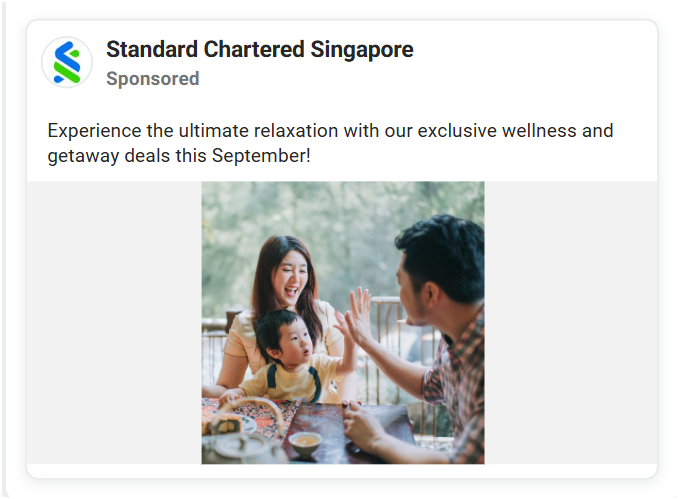 Standard Chartered Singapore
Sponsored
Experience the ultimate relaxation with our exclusive wellness and
getaway deals this September!